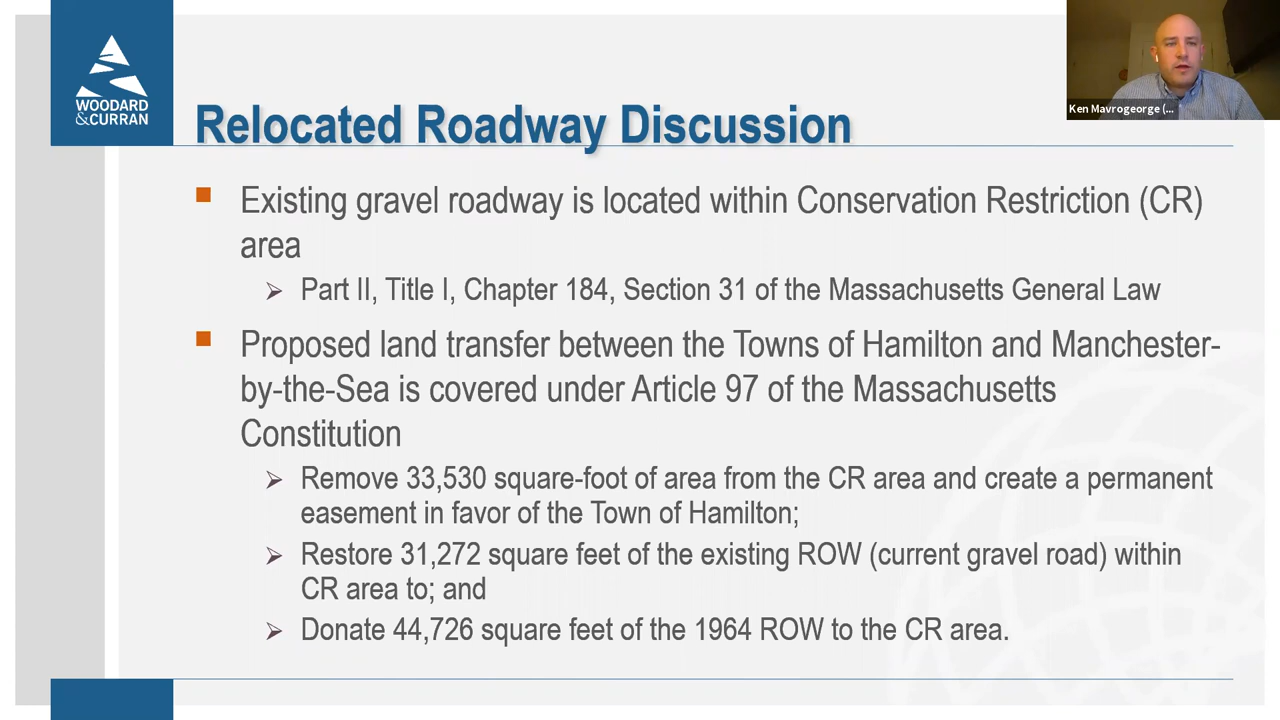 WOODARD
&CURRAN
Ken Mavrogeorge (...
Relocated Roadway Discussion
Existing gravel roadway is located within Conservation Restriction (CR)
area
Part II, Title I, Chapter 184, Section 31 of the Massachusetts General Law
Proposed land transfer between the Towns of Hamilton and Manchester-
by-the-Sea is covered under Article 97 of the Massachusetts
Constitution
Remove 33,530 square-foot of area from the CR area and create a permanent
easement in favor of the Town of Hamilton;
Restore 31,272 square feet of the existing ROW (current gravel road) within
CR area to; and
Donate 44,726 square feet of the 1964 ROW to the CR area.